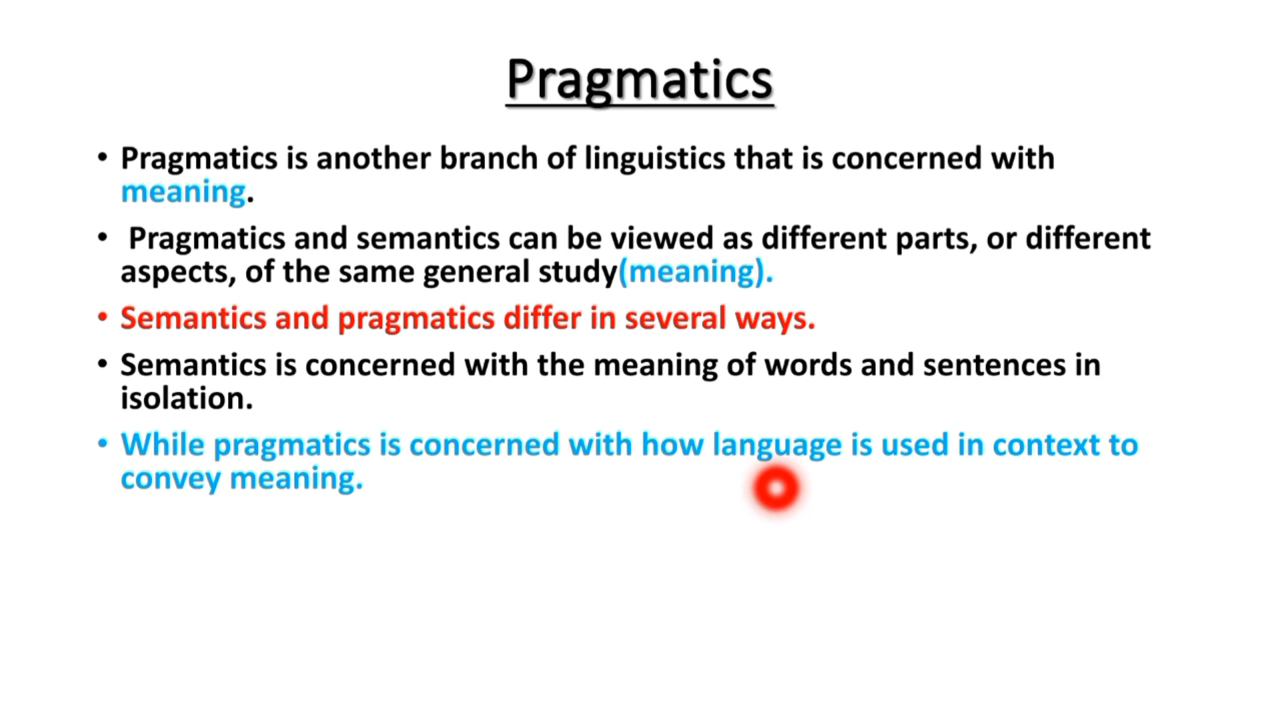 Pragmatics
• Pragmatics is another branch of linguistics that is concerned with
meaning.
• Pragmatics and semantics can be viewed as different parts, or different
aspects, of the same general study(meaning).
• Semantics and pragmatics differ in several ways.
• Semantics is concerned with the meaning of words and sentences in
isolation.
• While pragmatics is concerned with how language is used in context to
convey meaning.